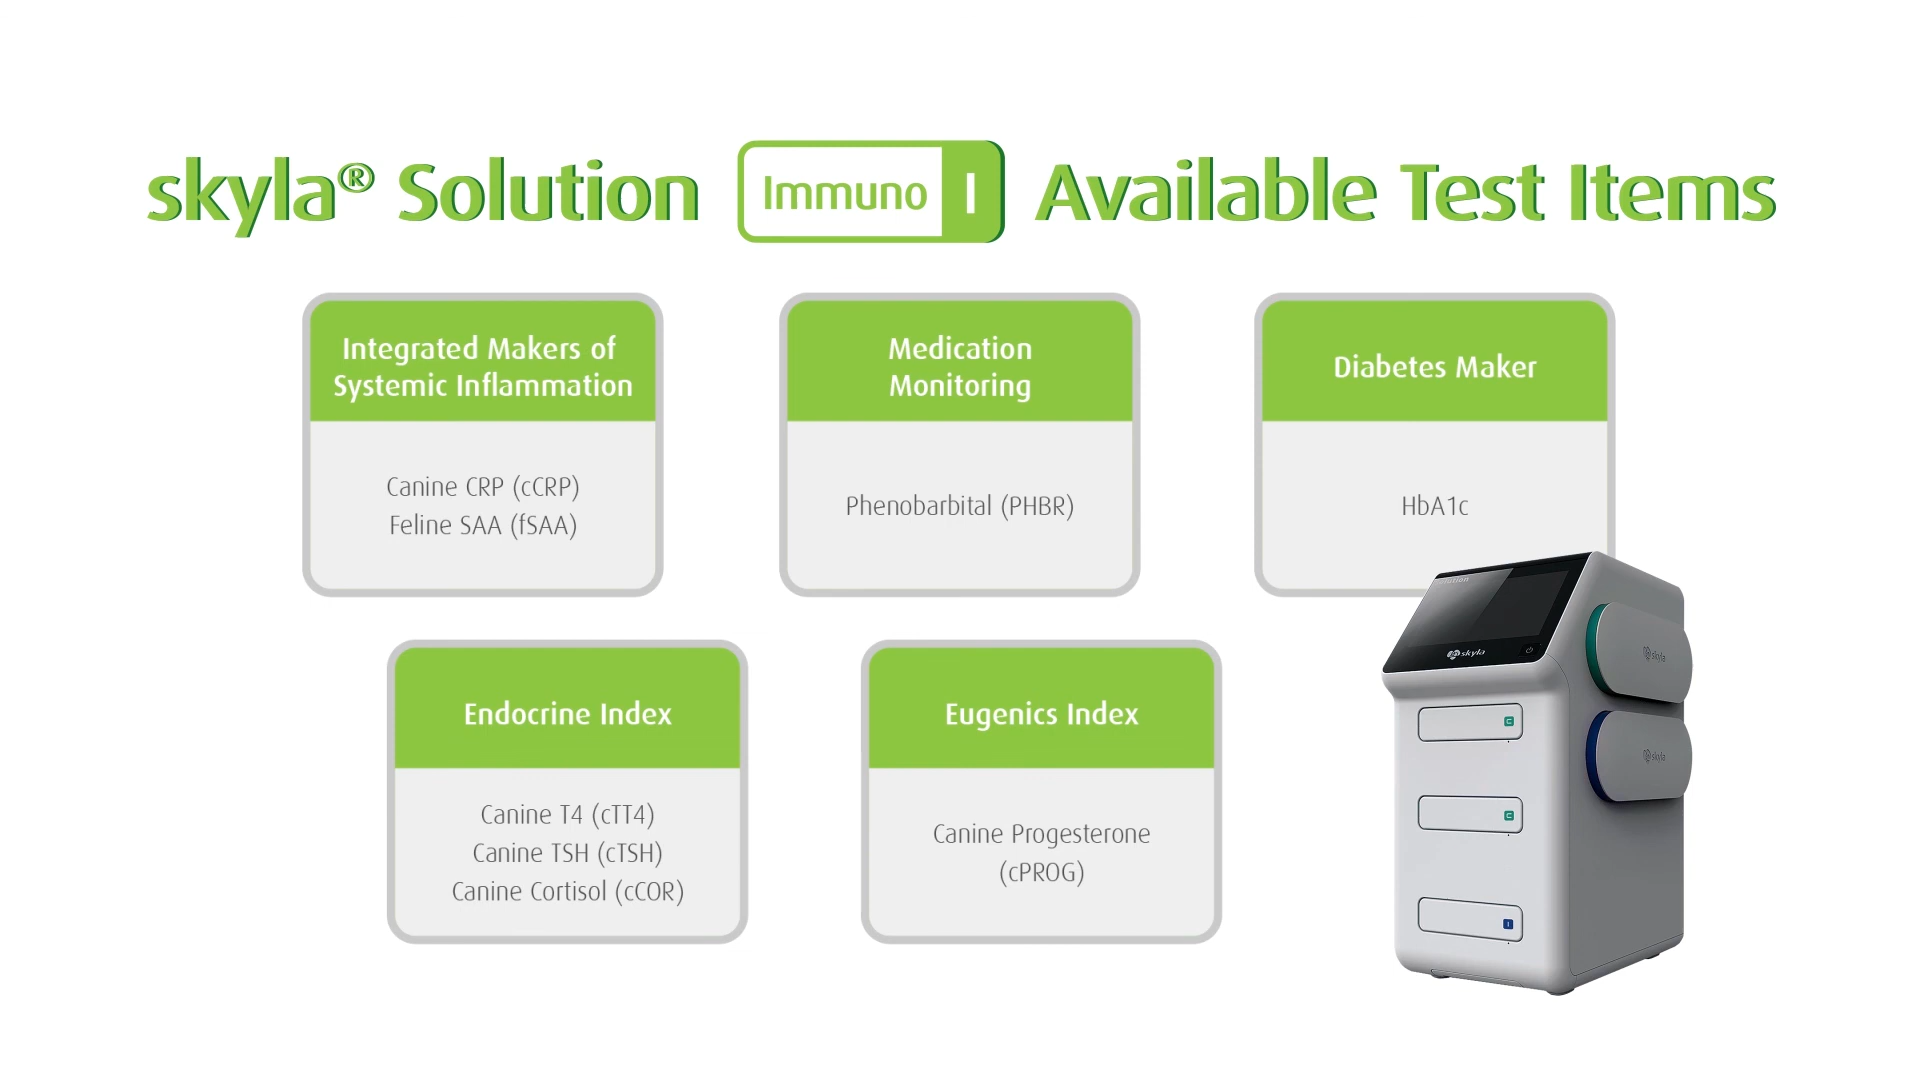 skyla® Solution Immuno I Available Test Items
Integrated Makers of
Systemic Inflammation
Canine CRP (cCRP)
Feline SAA (fSAA)
Medication
Monitoring
Phenobarbital (PHBR)
Diabetes Maker
HbA1c
Endocrine Index
Canine T4 (cTT4)
Canine TSH (cTSH)
Canine Cortisol (cCOR)
Eugenics Index
Canine Progesterone
(cPROG)
skyla
skyla
skyla
C
C
I